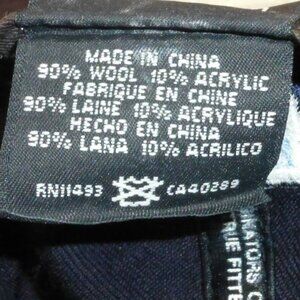 MADE IN CHINA
90% WOOL 10% ACRYLIC
FABRIQUE EN CHINE
90% LAINE 10% ACRYLIQUE
HECHO EN CHINA
90% LANA 10% ACRILICO
RN11493 CA40289